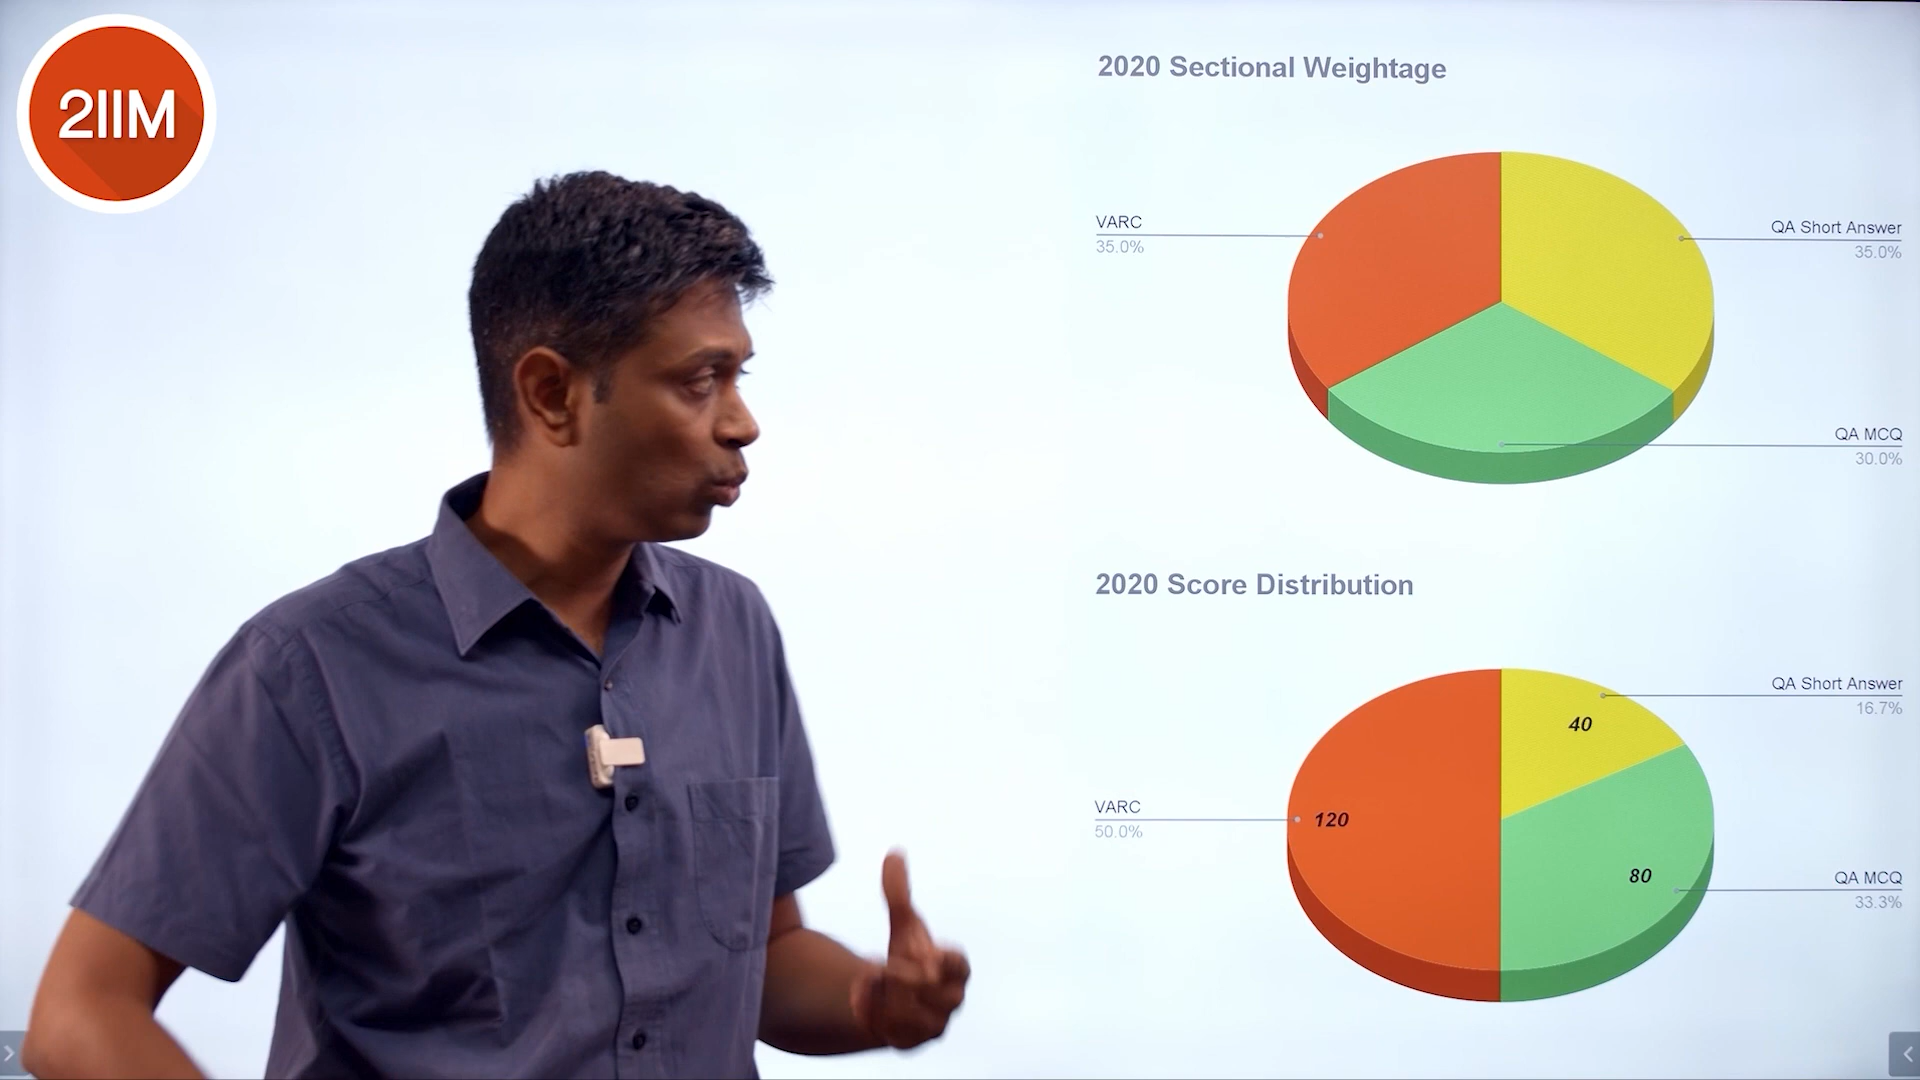 2IIM
2020 Sectional Weightage
VARC
35.0%
QA Short Answer
35.0%
QA MCQ
30.0%
2020 Score Distribution
QA Short Answer
16.7%
40
VARC
50.0%
120
80
QA MCQ
33.3%